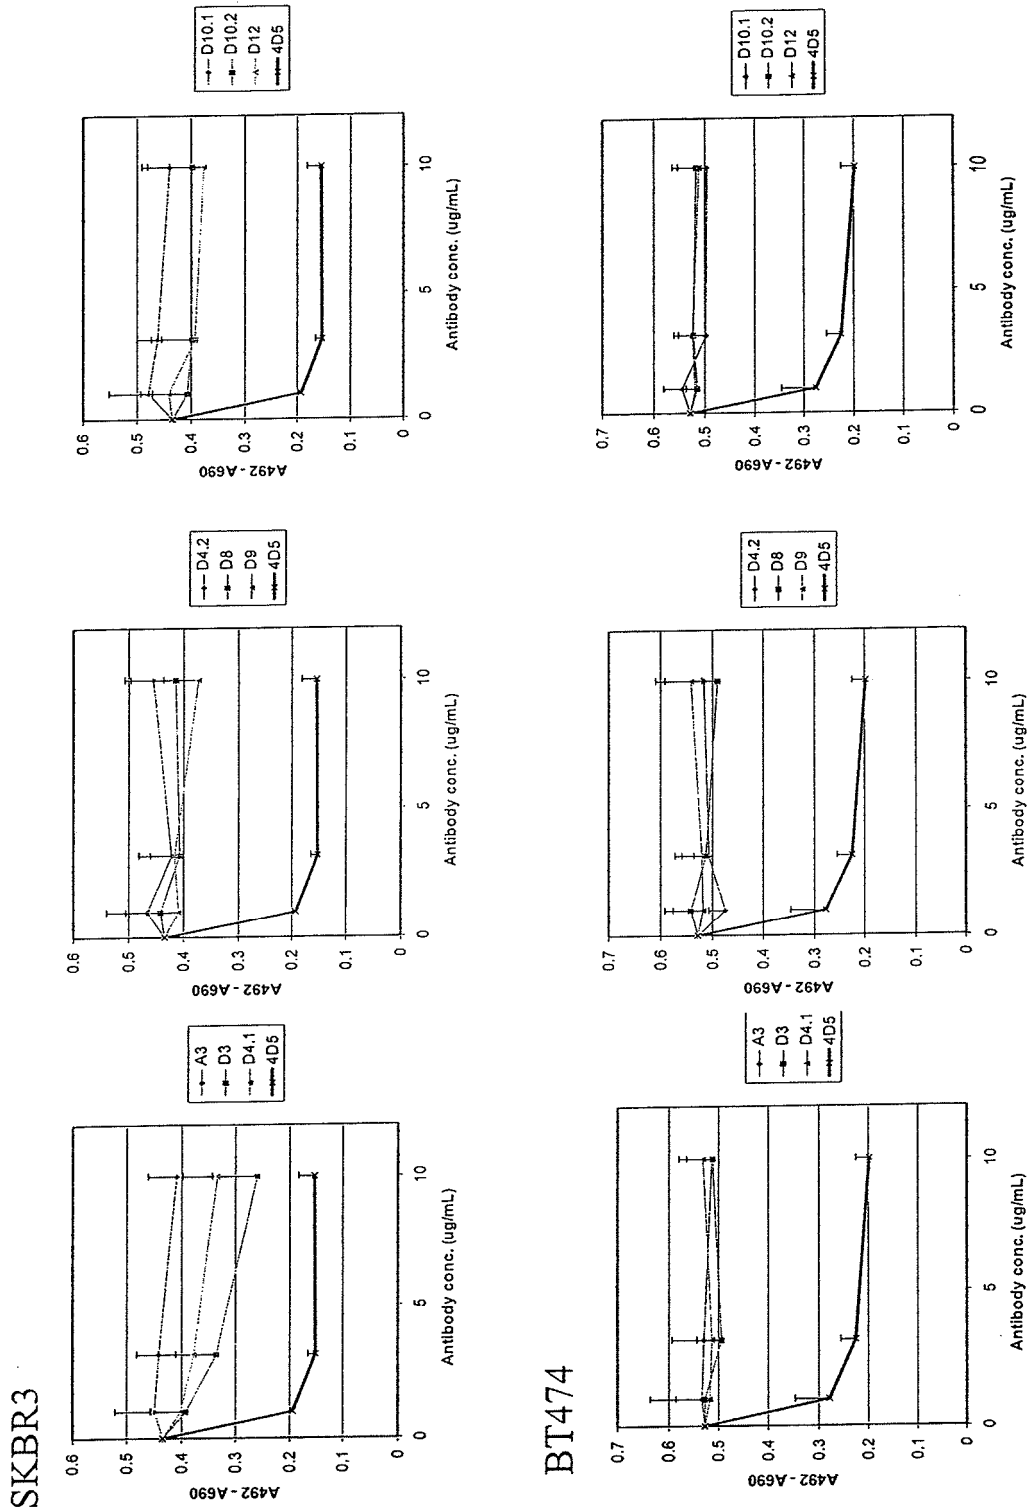 SKBR3
A3
D3
D4.1
4D5
0.6
0.5
0.4
0.3
0.2
0.1
0
A492 - A690
0
5
10
Antibody conc. (ug/mL)
D4.2
D8
D9
4D5
0.6
0.5
0.4
0.3
0.2
0.1
0
A492 - A690
0
5
10
Antibody conc. (ug/mL)
D10.1
D10.2
D12
4D5
0.6
0.5
0.4
0.3
0.2
0.1
0
A492 - A690
0
5
10
Antibody conc. (ug/mL)
BT474
A3
D3
D4.1
4D5
0.7
0.6
0.5
0.4
0.3
0.2
0.1
0
A492 - A690
0
5
10
Antibody conc. (ug/mL)
D4.2
D8
D9
4D5
0.7
0.6
0.5
0.4
0.3
0.2
0.1
0
A492 - A690
0
5
10
Antibody conc. (ug/mL)
D10.1
D10.2
D12
4D5
0.7
0.6
0.5
0.4
0.3
0.2
0.1
0
A492 - A690
0
5
10
Antibody conc. (ug/mL)